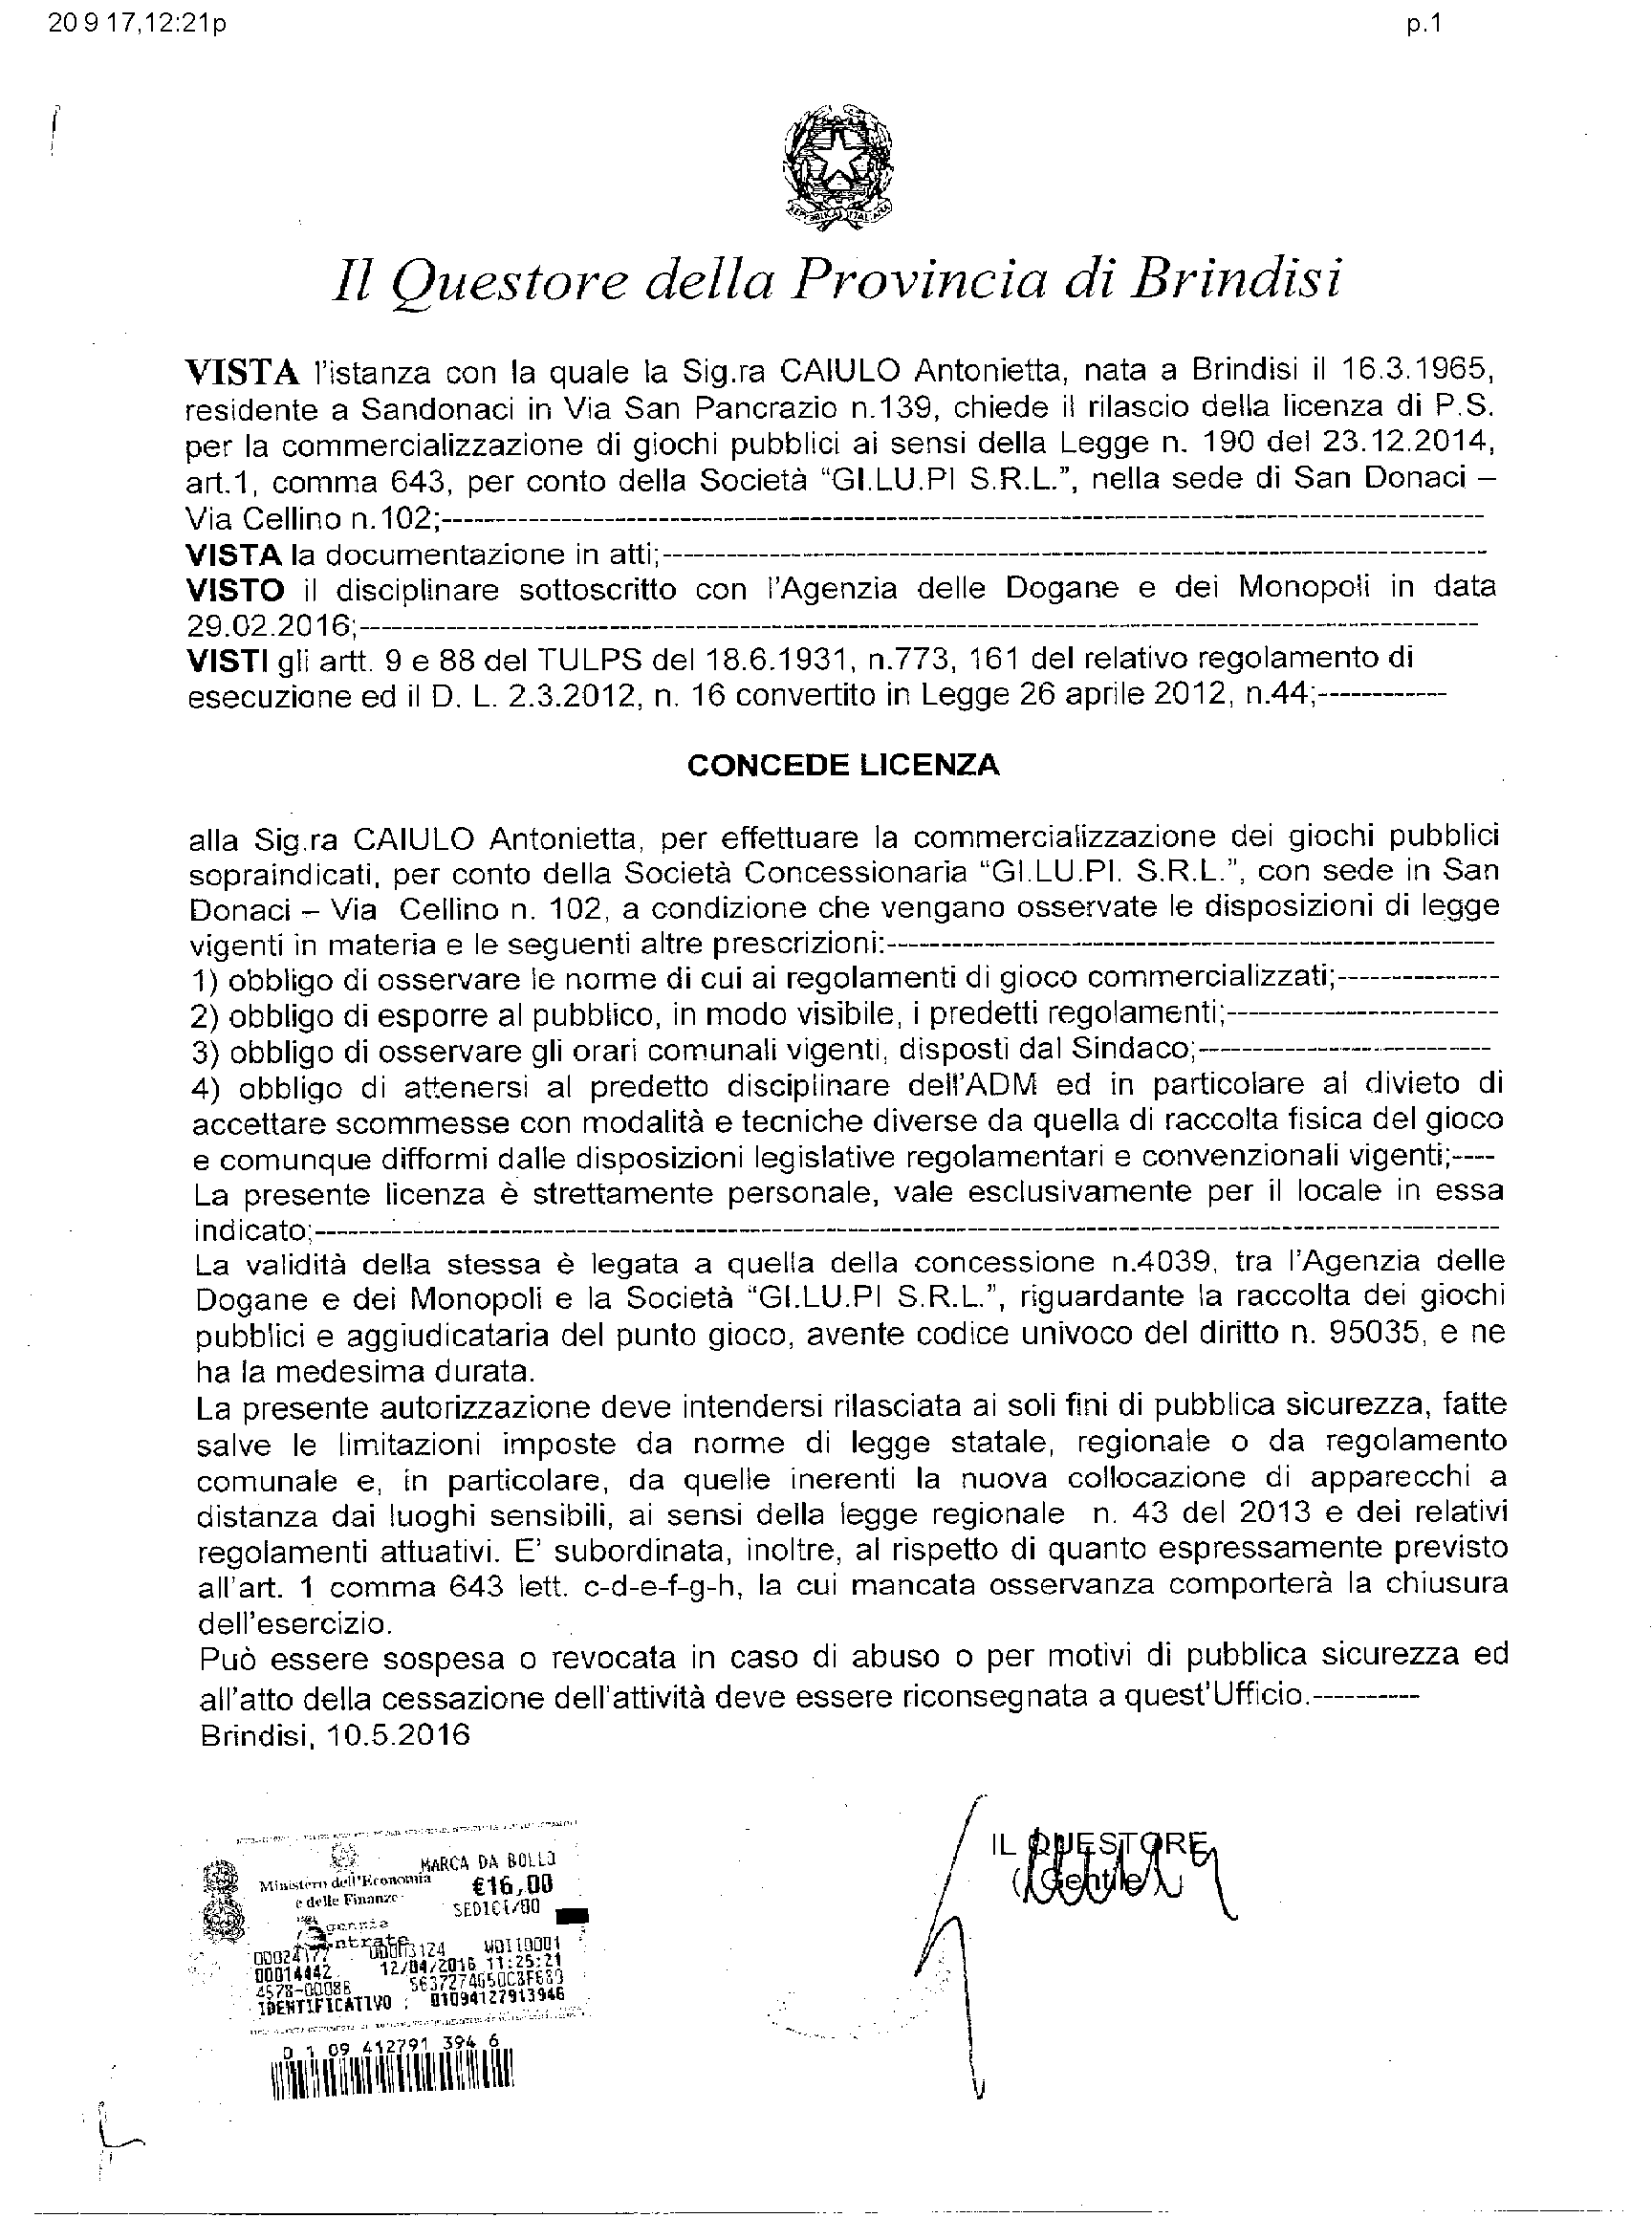 20 9 17,12:21p
p.1
REPVBBLICA ITALIANA
Il Questore della Provincia di Brindisi
VISTA l'istanza con la quale la Sig.ra CAIULO Antonietta, nata a Brindisi il 16.3.1965,
residente a Sandonaci in Via San Pancrazio n.139, chiede il rilascio della licenza di P.S.
per la commercializzazione di giochi pubblici ai sensi della Legge n. 190 del 23.12.2014,
art.1, comma 643, per conto della Società “GI.LU.PI S.R.L.”, nella sede di San Donaci –
Via Cellino n.102;----------
VISTA la documentazione in atti;----------
VISTO il disciplinare sottoscritto con l'Agenzia delle Dogane e dei Monopoli in data
29.02.2016;----------
VISTI gli artt. 9 e 88 del TULPS del 18.6.1931, n.773, 161 del relativo regolamento di
esecuzione ed il D. L. 2.3.2012, n. 16 convertito in Legge 26 aprile 2012, n.44;------------
CONCEDE LICENZA
alla Sig.ra CAIULO Antonietta, per effettuare la commercializzazione dei giochi pubblici
sopraindicati, per conto della Società Concessionaria “GI.LU.PI. S.R.L.”, con sede in San
Donaci – Via Cellino n. 102, a condizione che vengano osservate le disposizioni di legge
vigenti in materia e le seguenti altre prescrizioni:----------
1) obbligo di osservare le norme di cui ai regolamenti di gioco commercializzati;---------------
2) obbligo di esporre al pubblico, in modo visibile, i predetti regolamenti;----------
3) obbligo di osservare gli orari comunali vigenti, disposti dal Sindaco;----------
4) obbligo di attenersi al predetto disciplinare dell'ADM ed in particolare al divieto di
accettare scommesse con modalità e tecniche diverse da quella di raccolta fisica del gioco
e comunque difformi dalle disposizioni legislative regolamentari e convenzionali vigenti;----
La presente licenza è strettamente personale, vale esclusivamente per il locale in essa
indicato;----------
La validità della stessa è legata a quella della concessione n.4039, tra l'Agenzia delle
Dogane e dei Monopoli e la Società “GI.LU.PI S.R.L.”, riguardante la raccolta dei giochi
pubblici e aggiudicataria del punto gioco, avente codice univoco del diritto n. 95035, e ne
ha la medesima durata.
La presente autorizzazione deve intendersi rilasciata ai soli fini di pubblica sicurezza, fatte
salve le limitazioni imposte da norme di legge statale, regionale o da regolamento
comunale e, in particolare, da quelle inerenti la nuova collocazione di apparecchi a
distanza dai luoghi sensibili, ai sensi della legge regionale n. 43 del 2013 e dei relativi
regolamenti attuativi. E' subordinata, inoltre, al rispetto di quanto espressamente previsto
all'art. 1 comma 643 lett. c-d-e-f-g-h, la cui mancata osservanza comporterà la chiusura
dell'esercizio.
Può essere sospesa o revocata in caso di abuso o per motivi di pubblica sicurezza ed
all'atto della cessazione dell'attività deve essere riconsegnata a quest'Ufficio.----------
Brindisi, 10.5.2016
IL QUESTORE
(Gentile)
MARCA DA BOLLO
Ministero dell'Economia
e delle Finanze
€16,00
SEDICI/00
genzia
ntrate
00024177 W0110001
00014442 12/04/2016 11:25:21
4578-00086
IDENTIFICATIVO : 01094127913946
0 1 09 412791 394 6